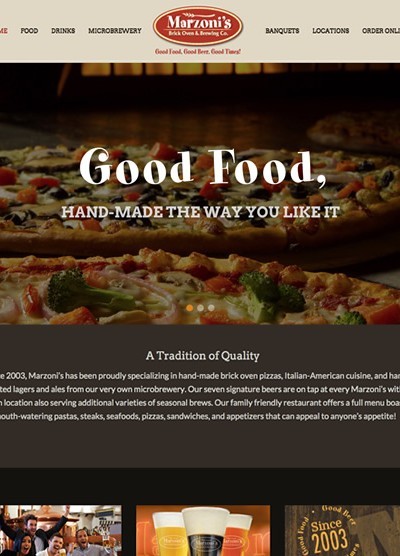 ME FOOD DRINKS MICROBREWERY BANQUETS LOCATIONS ORDER ONLI
Marzoni's
Brick Oven & Brewing Co.
Good Food, Good Beer, Good Times!
Good Food,
HAND-MADE THE WAY YOU LIKE IT
A Tradition of Quality
e 2003, Marzoni's has been proudly specializing in hand-made brick oven pizzas, Italian-American cuisine, and han
ted lagers and ales from our very own microbrewery. Our seven signature beers are on tap at every Marzoni's with
h location also serving additional varieties of seasonal brews. Our family friendly restaurant offers a full menu boas
mouth-watering pastas, steaks, seafoods, pizzas, sandwiches, and appetizers that can appeal to anyone's appetite!
Good Food • Good Beer
Since
2003